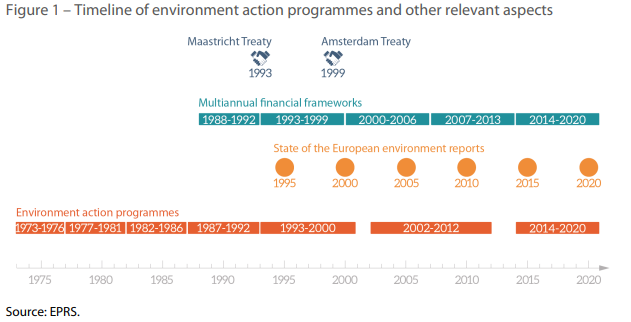 Figure 1 – Timeline of environment action programmes and other relevant aspects
Maastricht Treaty Amsterdam Treaty
1993 1999
Multiannual financial frameworks
1988-1992 1993-1999 2000-2006 2007-2013 2014-2020
State of the European environment reports
1995 2000 2005 2010 2015 2020
Environment action programmes
1973-1976 1977-1981 1982-1986 1987-1992 1993-2000 2002-2012 2014-2020
1975 1980 1985 1990 1995 2000 2005 2010 2015 2020
Source: EPRS.